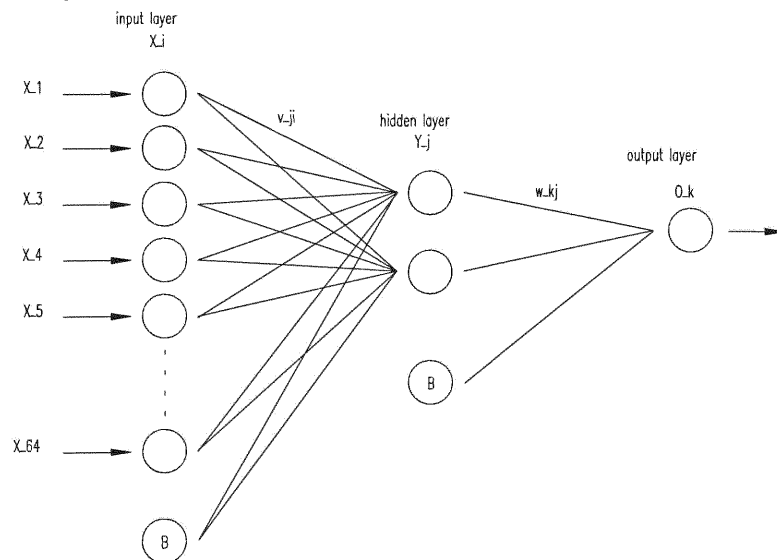 input layer
X_i
X_1
v_ji
hidden layer
Y_j
X_2
output layer
w_kj
O_k
X_3
X_4
X_5
B
X_64
B